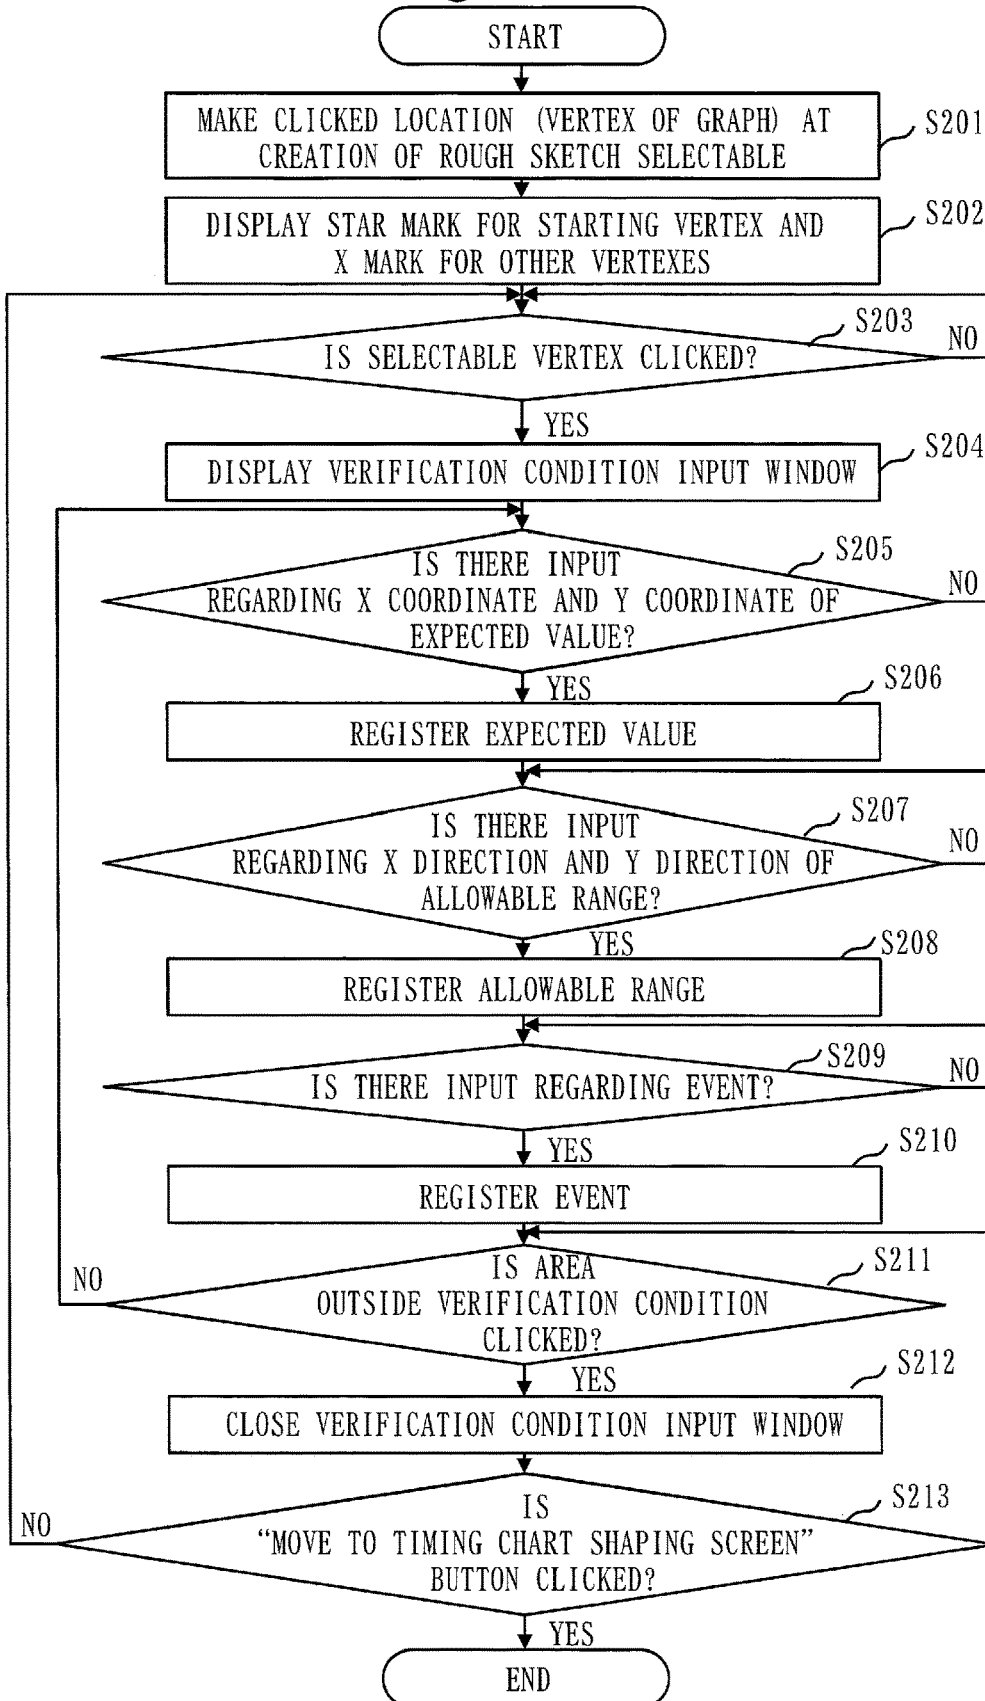 START
MAKE CLICKED LOCATION (VERTEX OF GRAPH) AT
CREATION OF ROUGH SKETCH SELECTABLE
S201
DISPLAY STAR MARK FOR STARTING VERTEX AND
X MARK FOR OTHER VERTEXES
S202
IS SELECTABLE VERTEX CLICKED?
S203
NO
YES
DISPLAY VERIFICATION CONDITION INPUT WINDOW
S204
IS THERE INPUT
REGARDING X COORDINATE AND Y COORDINATE OF
EXPECTED VALUE?
S205
NO
YES
REGISTER EXPECTED VALUE
S206
IS THERE INPUT
REGARDING X DIRECTION AND Y DIRECTION OF
ALLOWABLE RANGE?
S207
NO
YES
REGISTER ALLOWABLE RANGE
S208
IS THERE INPUT REGARDING EVENT?
S209
NO
YES
REGISTER EVENT
S210
IS AREA
OUTSIDE VERIFICATION CONDITION
CLICKED?
S211
NO
YES
CLOSE VERIFICATION CONDITION INPUT WINDOW
S212
IS
“MOVE TO TIMING CHART SHAPING SCREEN”
BUTTON CLICKED?
S213
NO
YES
END